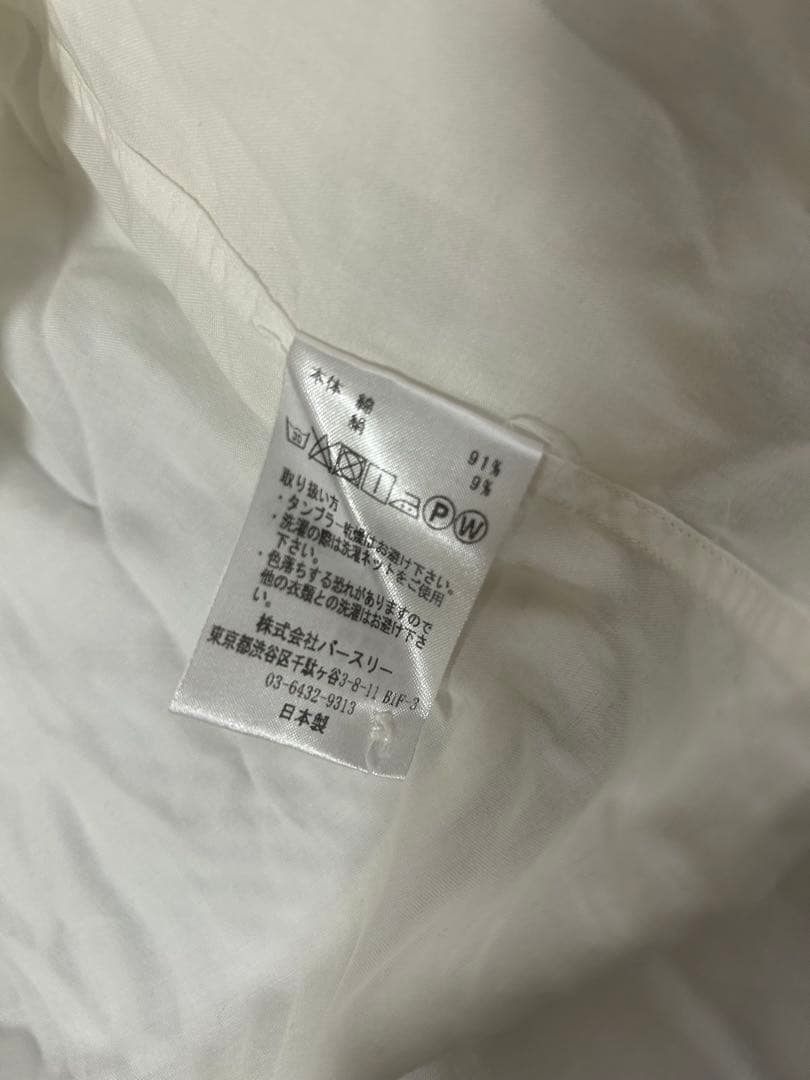 本体 綿 91%
絹 9%
30 P W
取り扱い方
・タンブラー乾燥はお避け下さい。
・洗濯の際は洗濯ネットをご使用
下さい。
・色落ちする恐れがありますので
他の衣類との洗濯はお避け下さ
い。
株式会社パースリー
東京都渋谷区千駄ヶ谷3-8-11 B1F-3
03-6432-9313
日本製